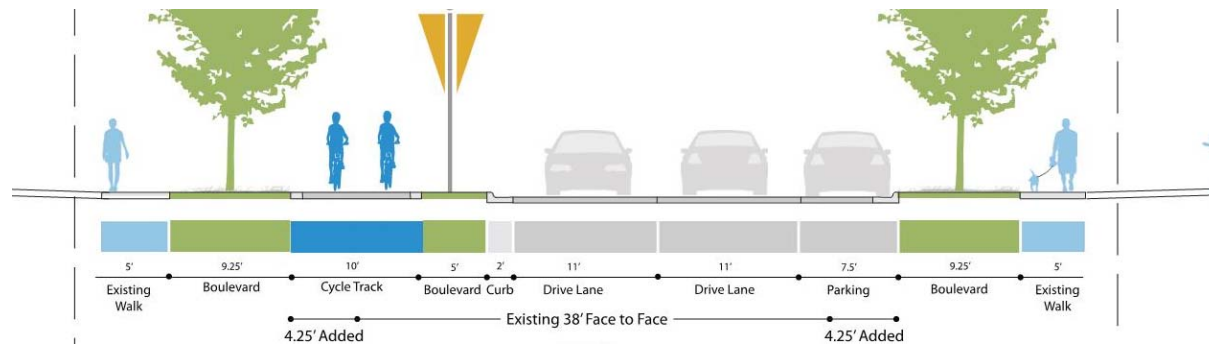 5' 9.25' 10' 5' 2' 11' 11' 7.5' 9.25' 5'
Existing Boulevard Cycle Track Boulevard Curb Drive Lane Drive Lane Parking Boulevard Existing
Walk Walk
Existing 38' Face to Face
4.25' Added 4.25' Added